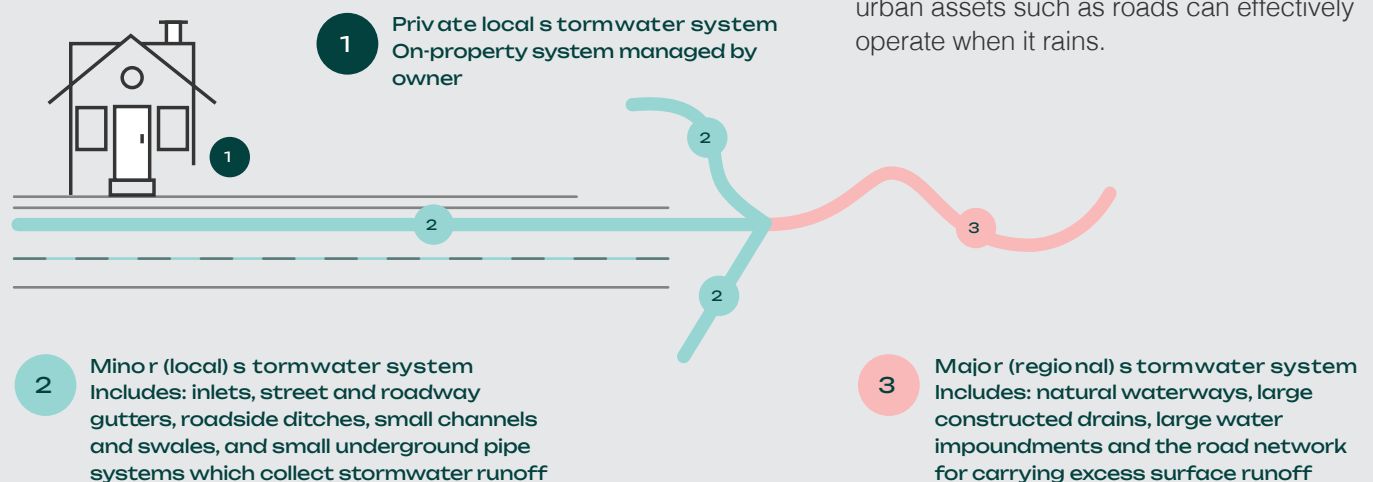 urban assets such as roads can effectively
operate when it rains.
1
Private local stormwater system
On-property system managed by
owner
1
2
2
2
3
2
Minor (local) stormwater system
Includes: inlets, street and roadway
gutters, roadside ditches, small channels
and swales, and small underground pipe
systems which collect stormwater runoff
3
Major (regional) stormwater system
Includes: natural waterways, large
constructed drains, large water
impoundments and the road network
for carrying excess surface runoff